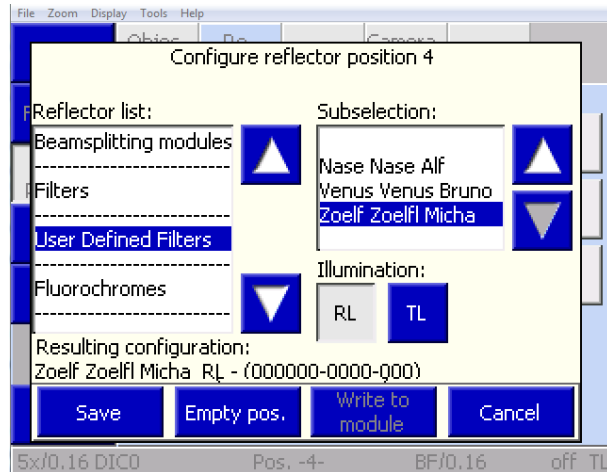 File Zoom Display Tools Help
Configure reflector position 4
Reflector list:
Subselection:
Beamsplitting modules
------------------------
Filters
------------------------
User Defined Filters
------------------------
Fluorochromes
------------------------
Nase Nase Alf
Venus Venus Bruno
Zoelf Zoelfl Micha
Illumination:
RL TL
Resulting configuration:
Zoelf Zoelfl Micha RL - (000000-0000-000)
Save Empty pos. Write to module Cancel
5x/0.16 DIC0 Pos. -4- BF/0.16 off TL